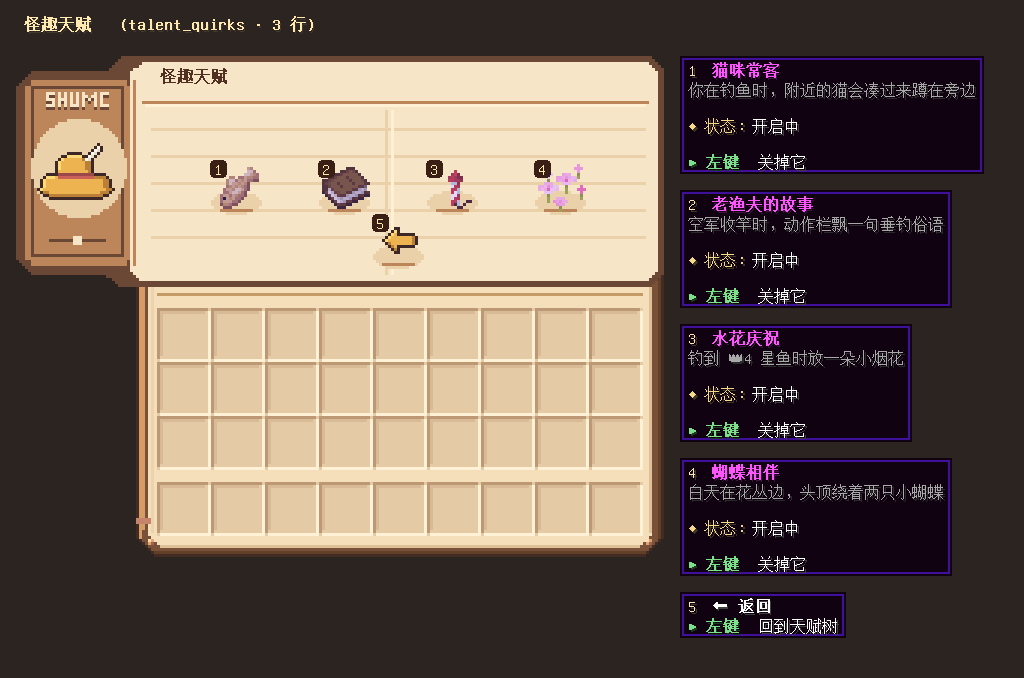 怪趣天赋 (talent_quirks · 3 行)
SHUMC
怪趣天赋
1
2
3
4
5
1 猫咪常客
你在钓鱼时，附近的猫会凑过来蹲在旁边
◆ 状态：开启中
▶ 左键 关掉它
2 老渔夫的故事
空军收竿时，动作栏飘一句垂钓俗语
◆ 状态：开启中
▶ 左键 关掉它
3 水花庆祝
钓到 👑4 星鱼时放一朵小烟花
◆ 状态：开启中
▶ 左键 关掉它
4 蝴蝶相伴
白天在花丛边，头顶绕着两只小蝴蝶
◆ 状态：开启中
▶ 左键 关掉它
5 ← 返回
▶ 左键 回到天赋树